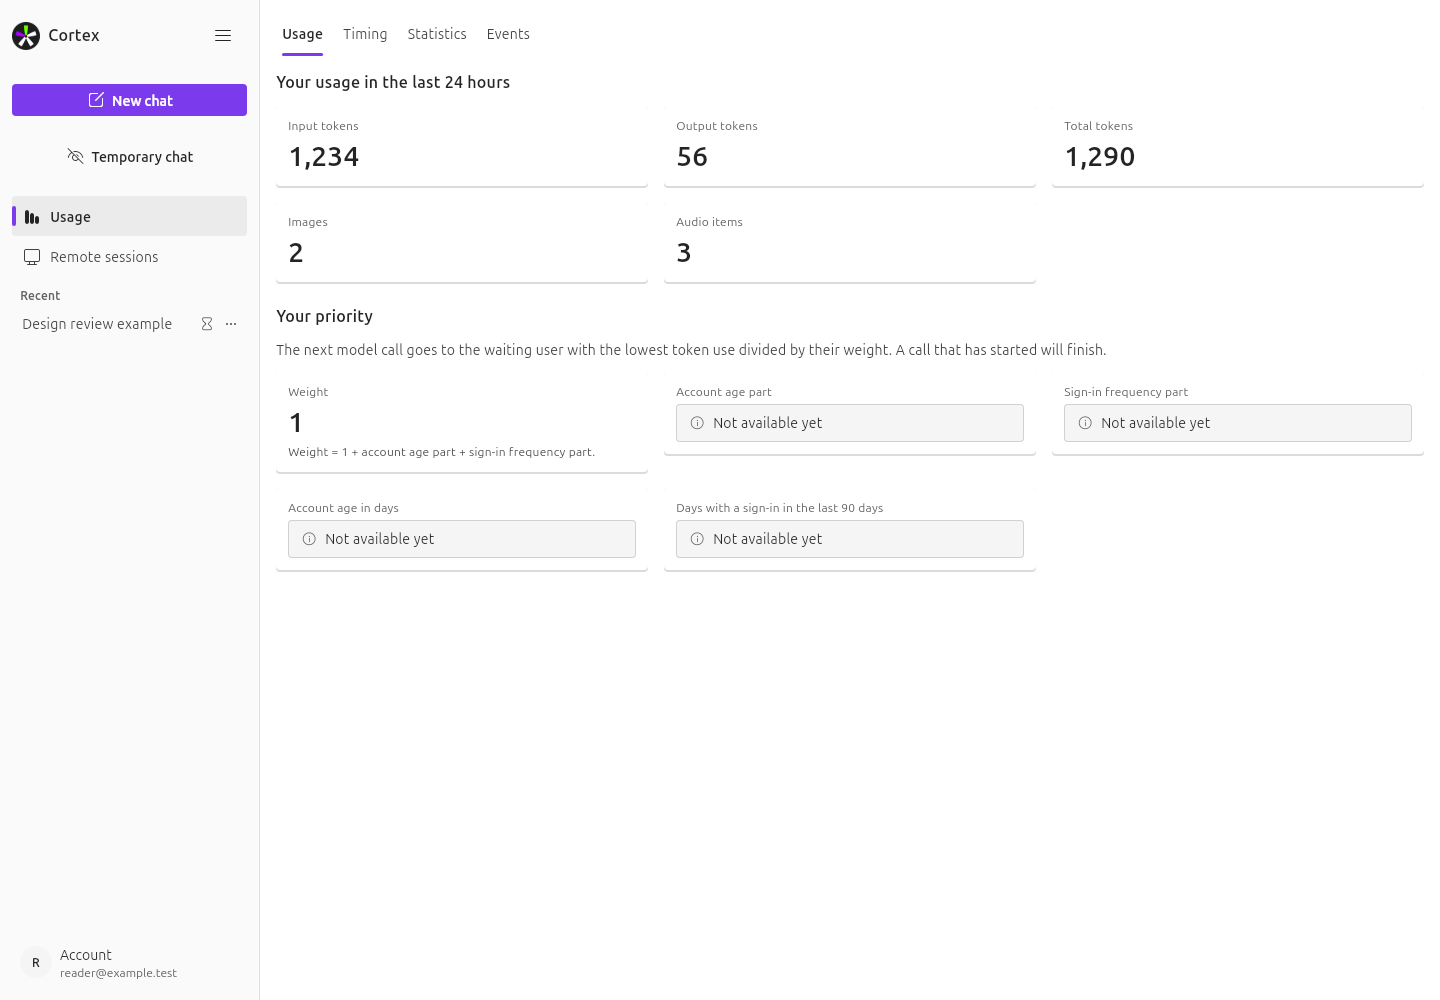 Cortex
New chat
Temporary chat
Usage
Remote sessions
Recent
Design review example
Account
R
reader@example.test
Usage Timing Statistics Events
Your usage in the last 24 hours
Input tokens
1,234
Output tokens
56
Total tokens
1,290
Images
2
Audio items
3
Your priority
The next model call goes to the waiting user with the lowest token use divided by their weight. A call that has started will finish.
Weight
1
Weight = 1 + account age part + sign-in frequency part.
Account age part
Not available yet
Sign-in frequency part
Not available yet
Account age in days
Not available yet
Days with a sign-in in the last 90 days
Not available yet